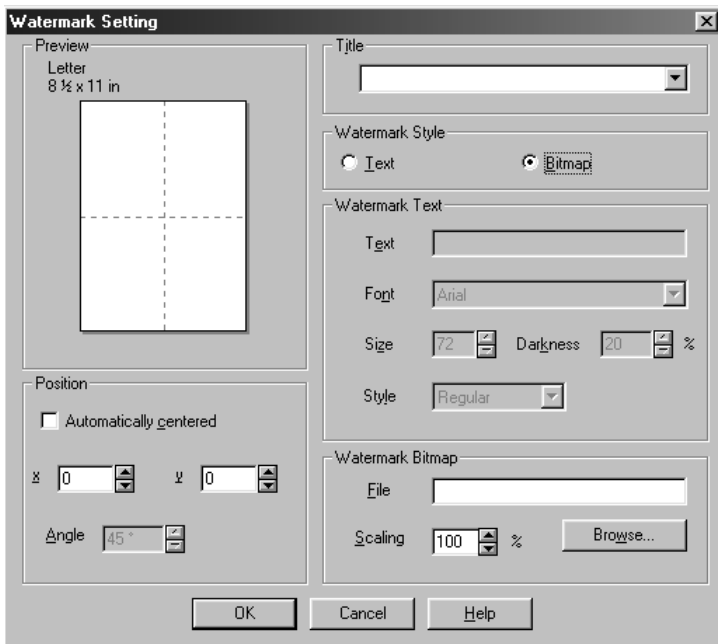 Watermark Setting
Preview
Letter
8 ½ x 11 in
Position
Automatically centered
x 0 y 0
Angle 45 °
Title
Watermark Style
Text Bitmap
Watermark Text
Text
Font Arial
Size 72 Darkness 20 %
Style Regular
Watermark Bitmap
File
Scaling 100 % Browse...
OK Cancel Help